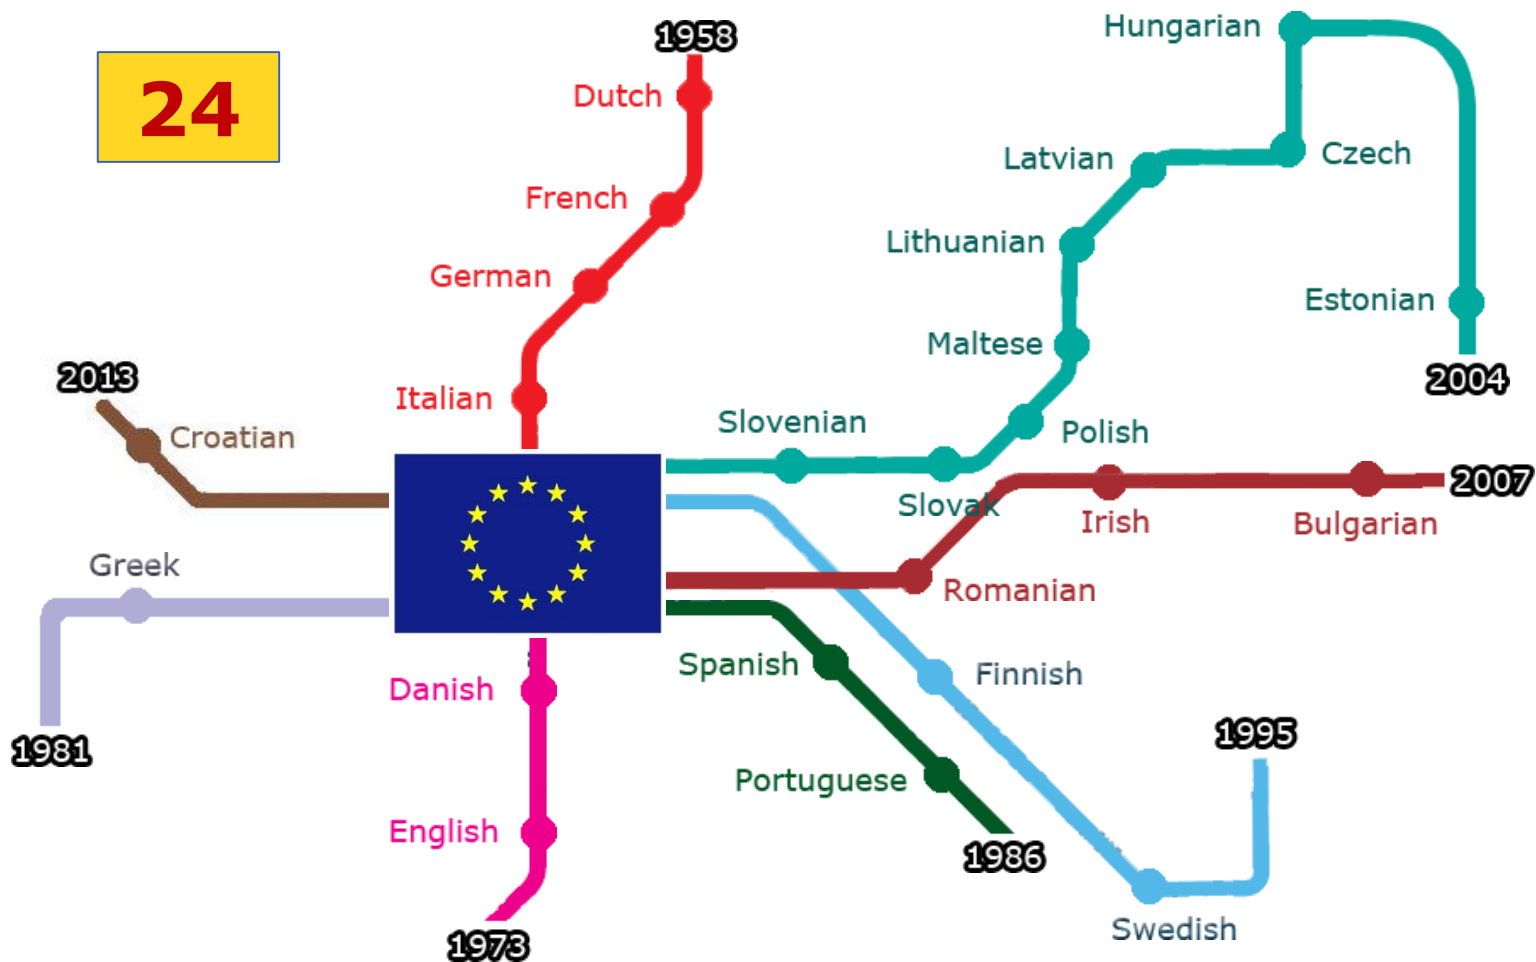 24
1958
Dutch
French
German
Italian
Hungarian
Czech
Latvian
Lithuanian
Estonian
2004
Maltese
Polish
Slovenian
Slovak
2013
Croatian
Greek
1981
2007
Irish
Bulgarian
Romanian
Spanish
Portuguese
1986
Finnish
Swedish
1995
Danish
English
1973